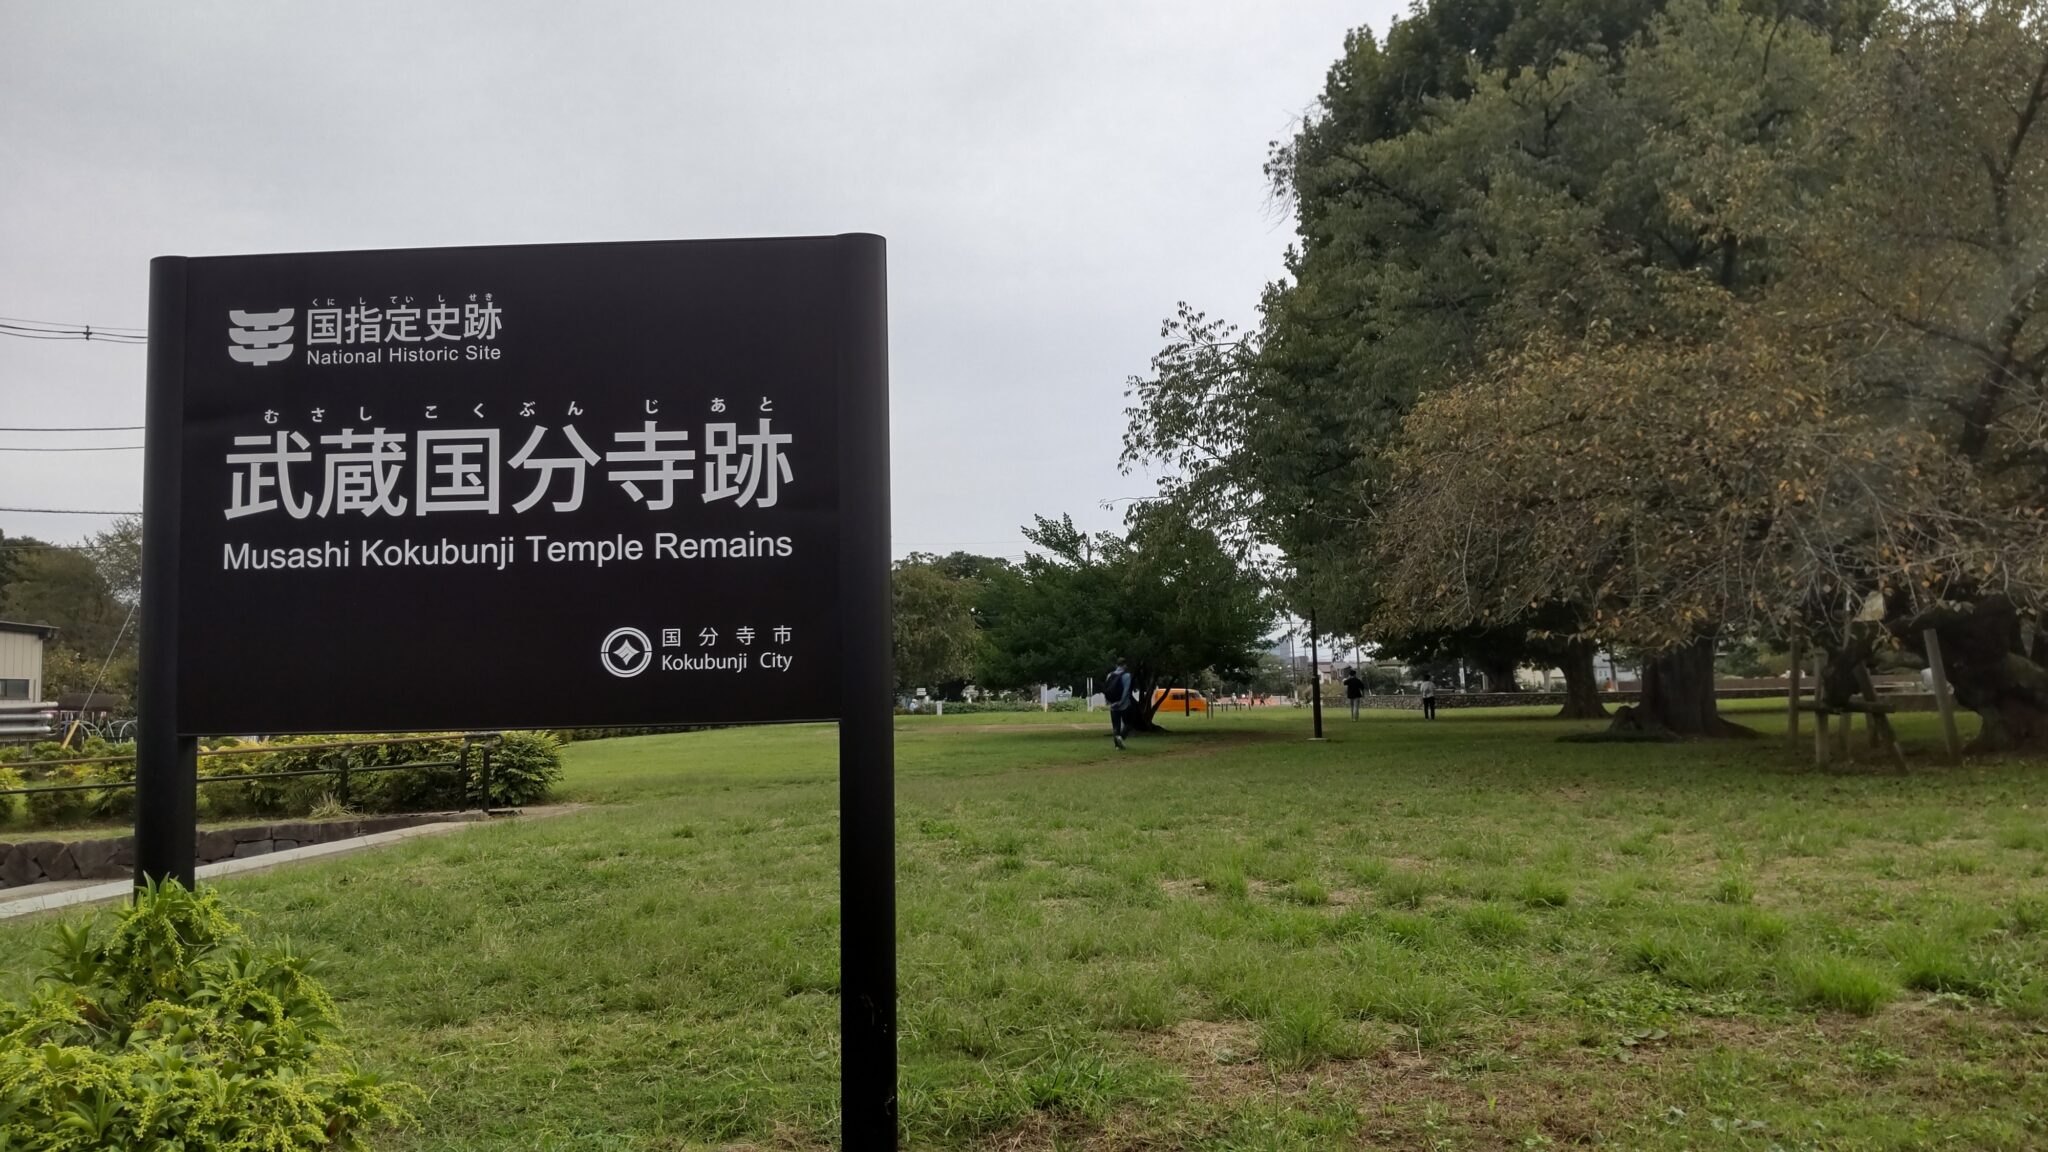 くにしていしせき
国指定史跡
National Historic Site
むさしこくぶんじあと
武蔵国分寺跡
Musashi Kokubunji Temple Remains
国分寺市
Kokubunji City